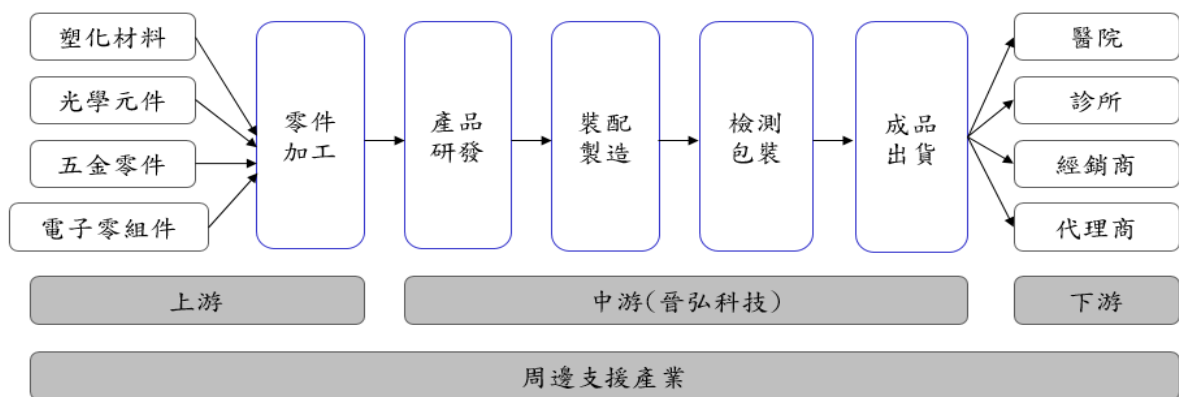 塑化材料
光學元件
五金零件
電子零組件
零件
加工
產品
研發
裝配
製造
檢測
包裝
成品
出貨
醫院
診所
經銷商
代理商
上游
中游(晉弘科技)
下游
周邊支援產業